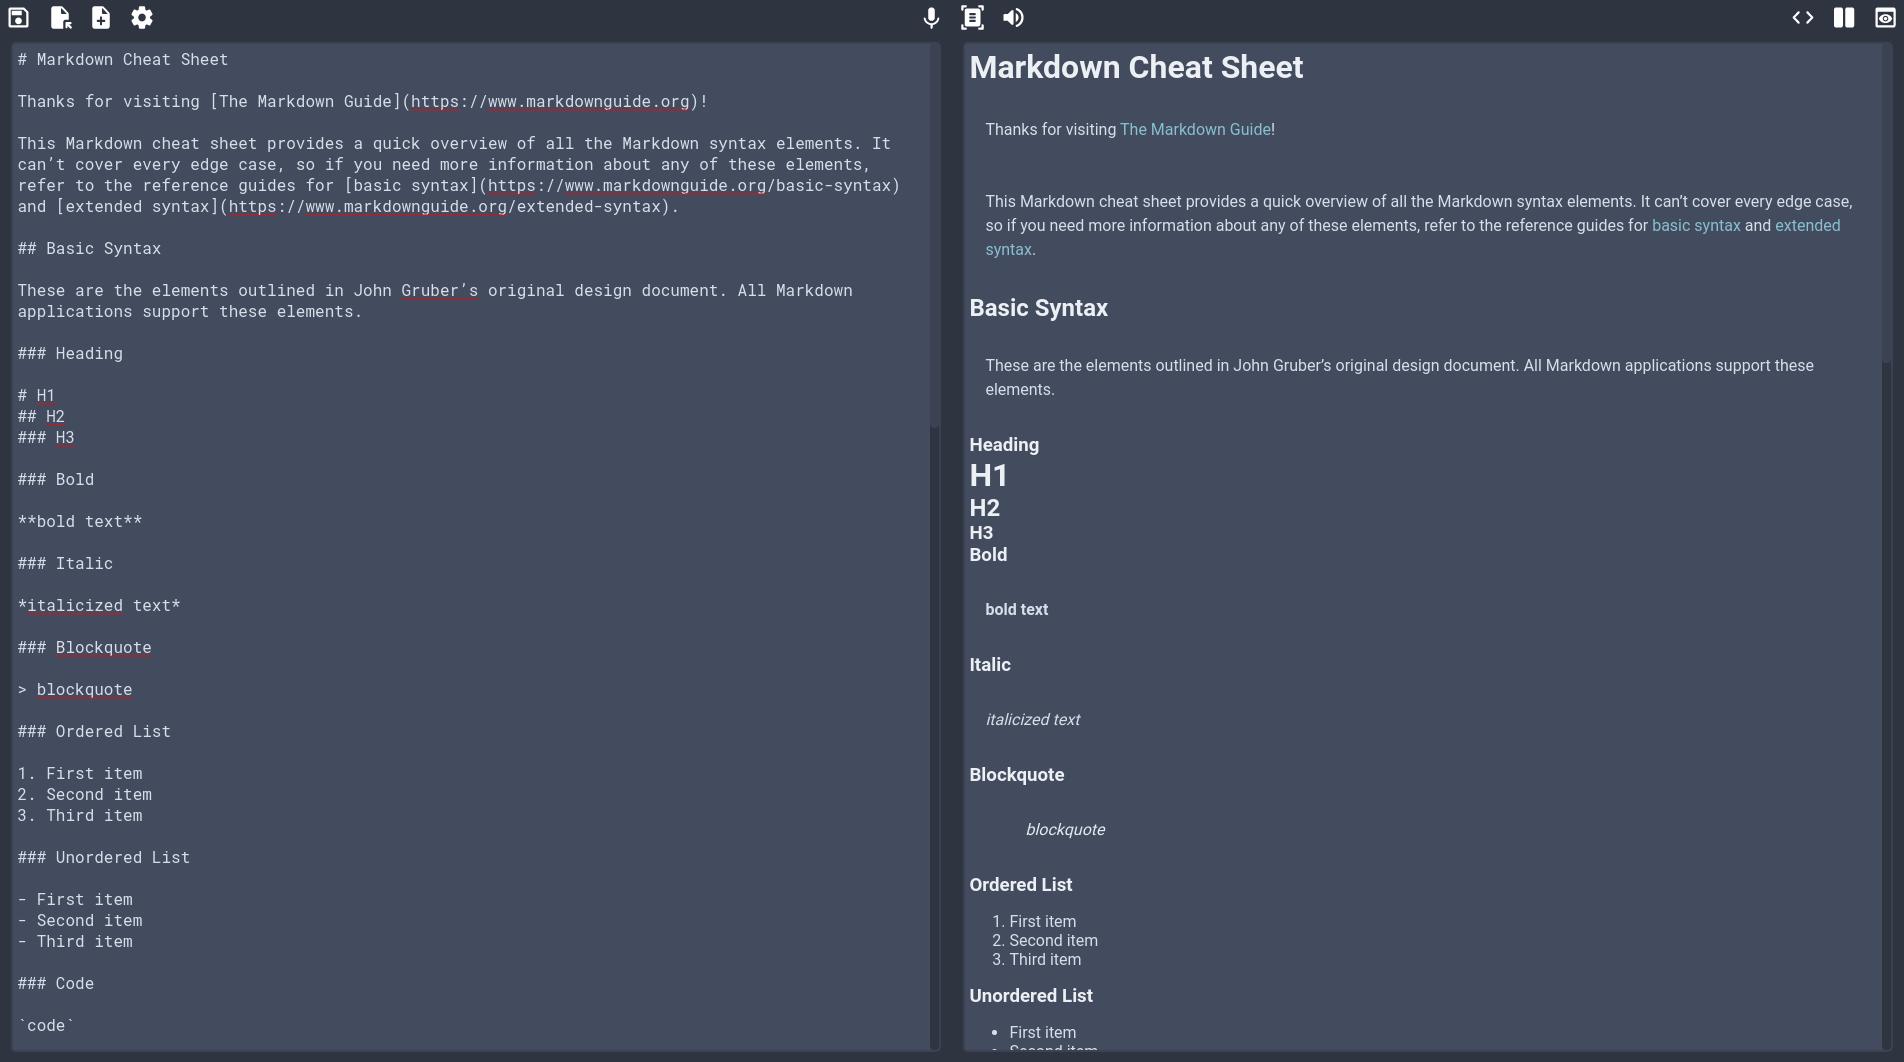 # Markdown Cheat Sheet
Thanks for visiting [The Markdown Guide](https://www.markdownguide.org)!
This Markdown cheat sheet provides a quick overview of all the Markdown syntax elements. It
can’t cover every edge case, so if you need more information about any of these elements,
refer to the reference guides for [basic syntax](https://www.markdownguide.org/basic-syntax)
and [extended syntax](https://www.markdownguide.org/extended-syntax).
## Basic Syntax
These are the elements outlined in John Gruber’s original design document. All Markdown
applications support these elements.
### Heading
# H1
## H2
### H3
### Bold
**bold text**
### Italic
*italicized text*
### Blockquote
> blockquote
### Ordered List
1. First item
2. Second item
3. Third item
### Unordered List
- First item
- Second item
- Third item
### Code
`code`
Markdown Cheat Sheet
Thanks for visiting The Markdown Guide!
This Markdown cheat sheet provides a quick overview of all the Markdown syntax elements. It can’t cover every edge case,
so if you need more information about any of these elements, refer to the reference guides for basic syntax and extended
syntax.
Basic Syntax
These are the elements outlined in John Gruber’s original design document. All Markdown applications support these
elements.
Heading
H1
H2
H3
Bold
bold text
Italic
italicized text
Blockquote
blockquote
Ordered List
1. First item
2. Second item
3. Third item
Unordered List
• First item
• Second item